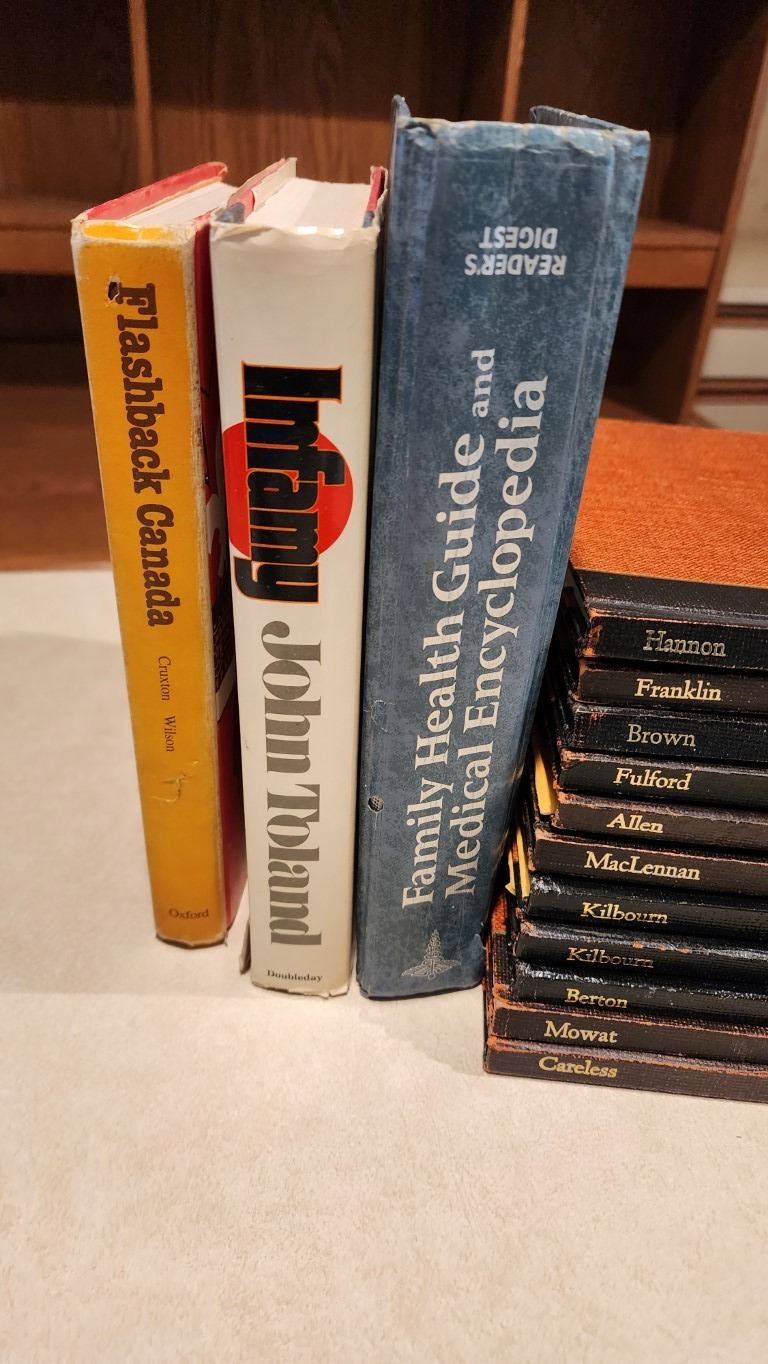 Flashback Canada
Cruxton Wilson
Oxford
Infamy
John Toland
Doubleday
READER'S
DIGEST
Family Health Guide and
Medical Encyclopedia
Hannon
Franklin
Brown
Fulford
Allen
MacLennan
Kilbourn
Kilbourn
Berton
Mowat
Careless